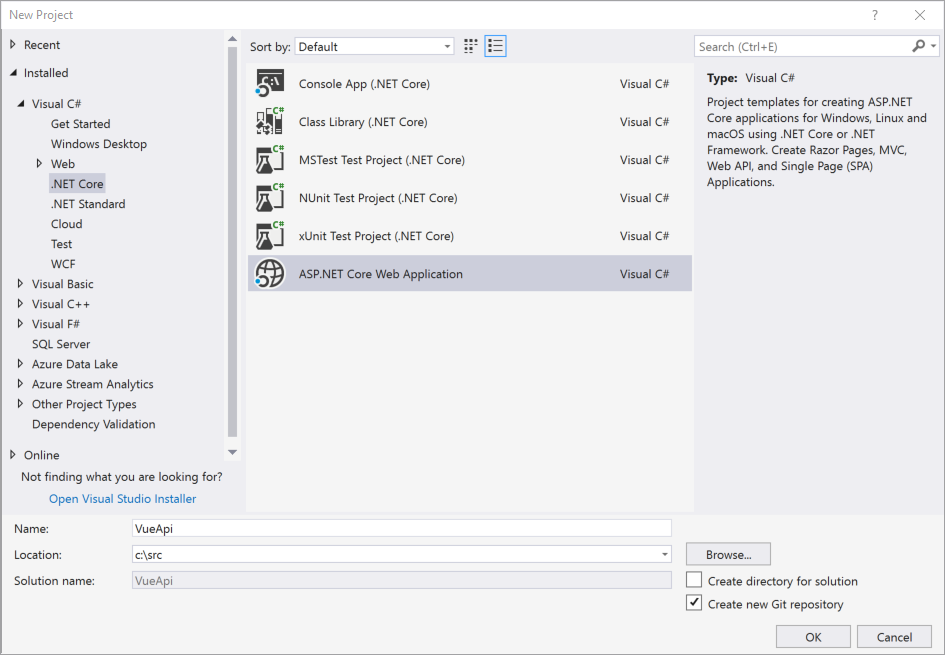 New Project
?
Recent
Installed
Visual C#
Get Started
Windows Desktop
Web
.NET Core
.NET Standard
Cloud
Test
WCF
Visual Basic
Visual C++
Visual F#
SQL Server
Azure Data Lake
Azure Stream Analytics
Other Project Types
Dependency Validation
Online
Not finding what you are looking for?
Open Visual Studio Installer
Sort by: Default
C:\ Console App (.NET Core) Visual C#
C# Class Library (.NET Core) Visual C#
C# MSTest Test Project (.NET Core) Visual C#
C# NUnit Test Project (.NET Core) Visual C#
C# xUnit Test Project (.NET Core) Visual C#
ASP.NET Core Web Application Visual C#
Search (Ctrl+E)
Type: Visual C#
Project templates for creating ASP.NET
Core applications for Windows, Linux and
macOS using .NET Core or .NET
Framework. Create Razor Pages, MVC,
Web API, and Single Page (SPA)
Applications.
Name: VueApi
Location: c:\src
Browse...
Solution name: VueApi
Create directory for solution
Create new Git repository
OK
Cancel